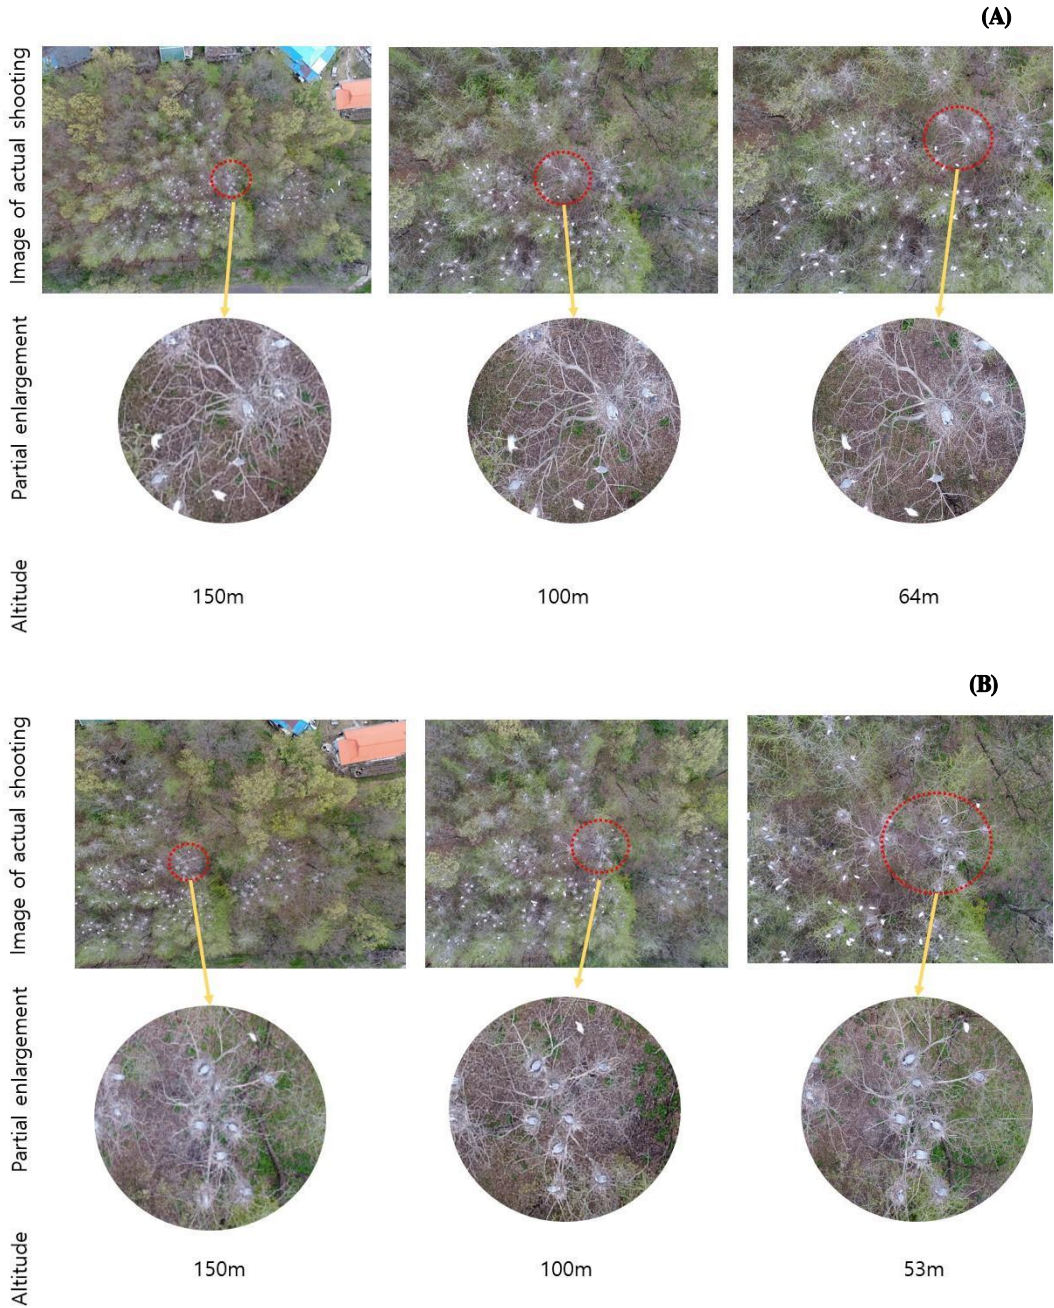 (A)
Image of actual shooting
Partial enlargement
Altitude
150m
100m
64m
(B)
Image of actual shooting
Partial enlargement
Altitude
150m
100m
53m